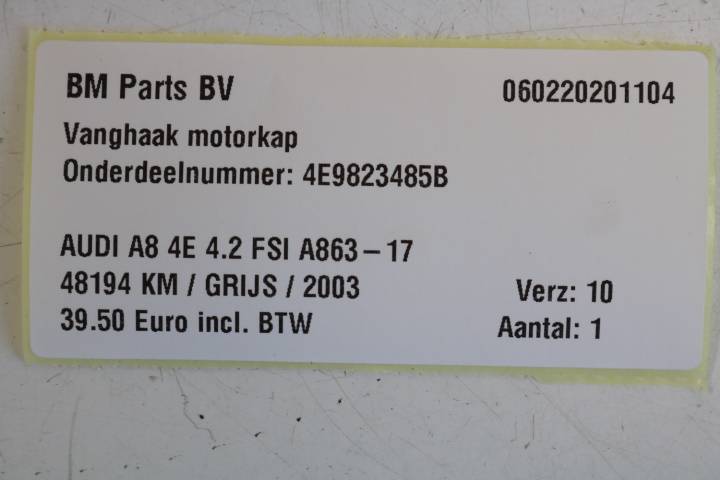 BM Parts BV 060220201104
Vanghaak motorkap
Onderdeelnummer: 4E9823485B
AUDI A8 4E 4.2 FSI A863-17
48194 KM / GRIJS / 2003 Verz: 10
39.50 Euro incl. BTW Aantal: 1